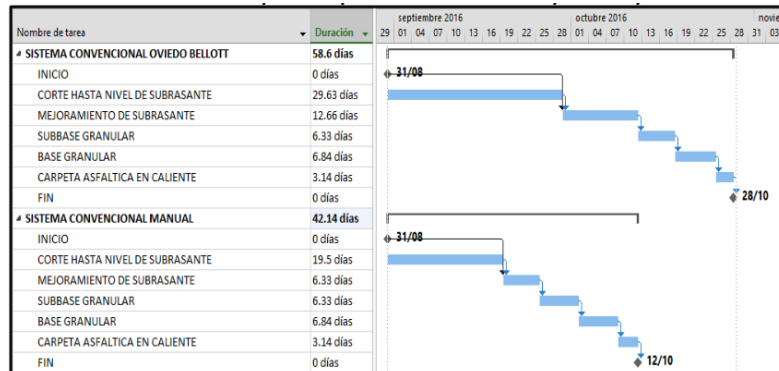 septiembre 2016 octubre 2016 novie
Nombre de tarea Duración 29 01 04 07 10 13 16 19 22 25 28 01 04 07 10 13 16 19 22 25 28 31 03
SISTEMA CONVENCIONAL OVIEDO BELLOTT 58.6 días
INICIO 0 días 31/08
CORTE HASTA NIVEL DE SUBRASANTE 29.63 días
MEJORAMIENTO DE SUBRASANTE 12.66 días
SUBBASE GRANULAR 6.33 días
BASE GRANULAR 6.84 días
CARPETA ASFALTICA EN CALIENTE 3.14 días
FIN 0 días 28/10
SISTEMA CONVENCIONAL MANUAL 42.14 días
INICIO 0 días 31/08
CORTE HASTA NIVEL DE SUBRASANTE 19.5 días
MEJORAMIENTO DE SUBRASANTE 6.33 días
SUBBASE GRANULAR 6.33 días
BASE GRANULAR 6.84 días
CARPETA ASFALTICA EN CALIENTE 3.14 días
FIN 0 días 12/10